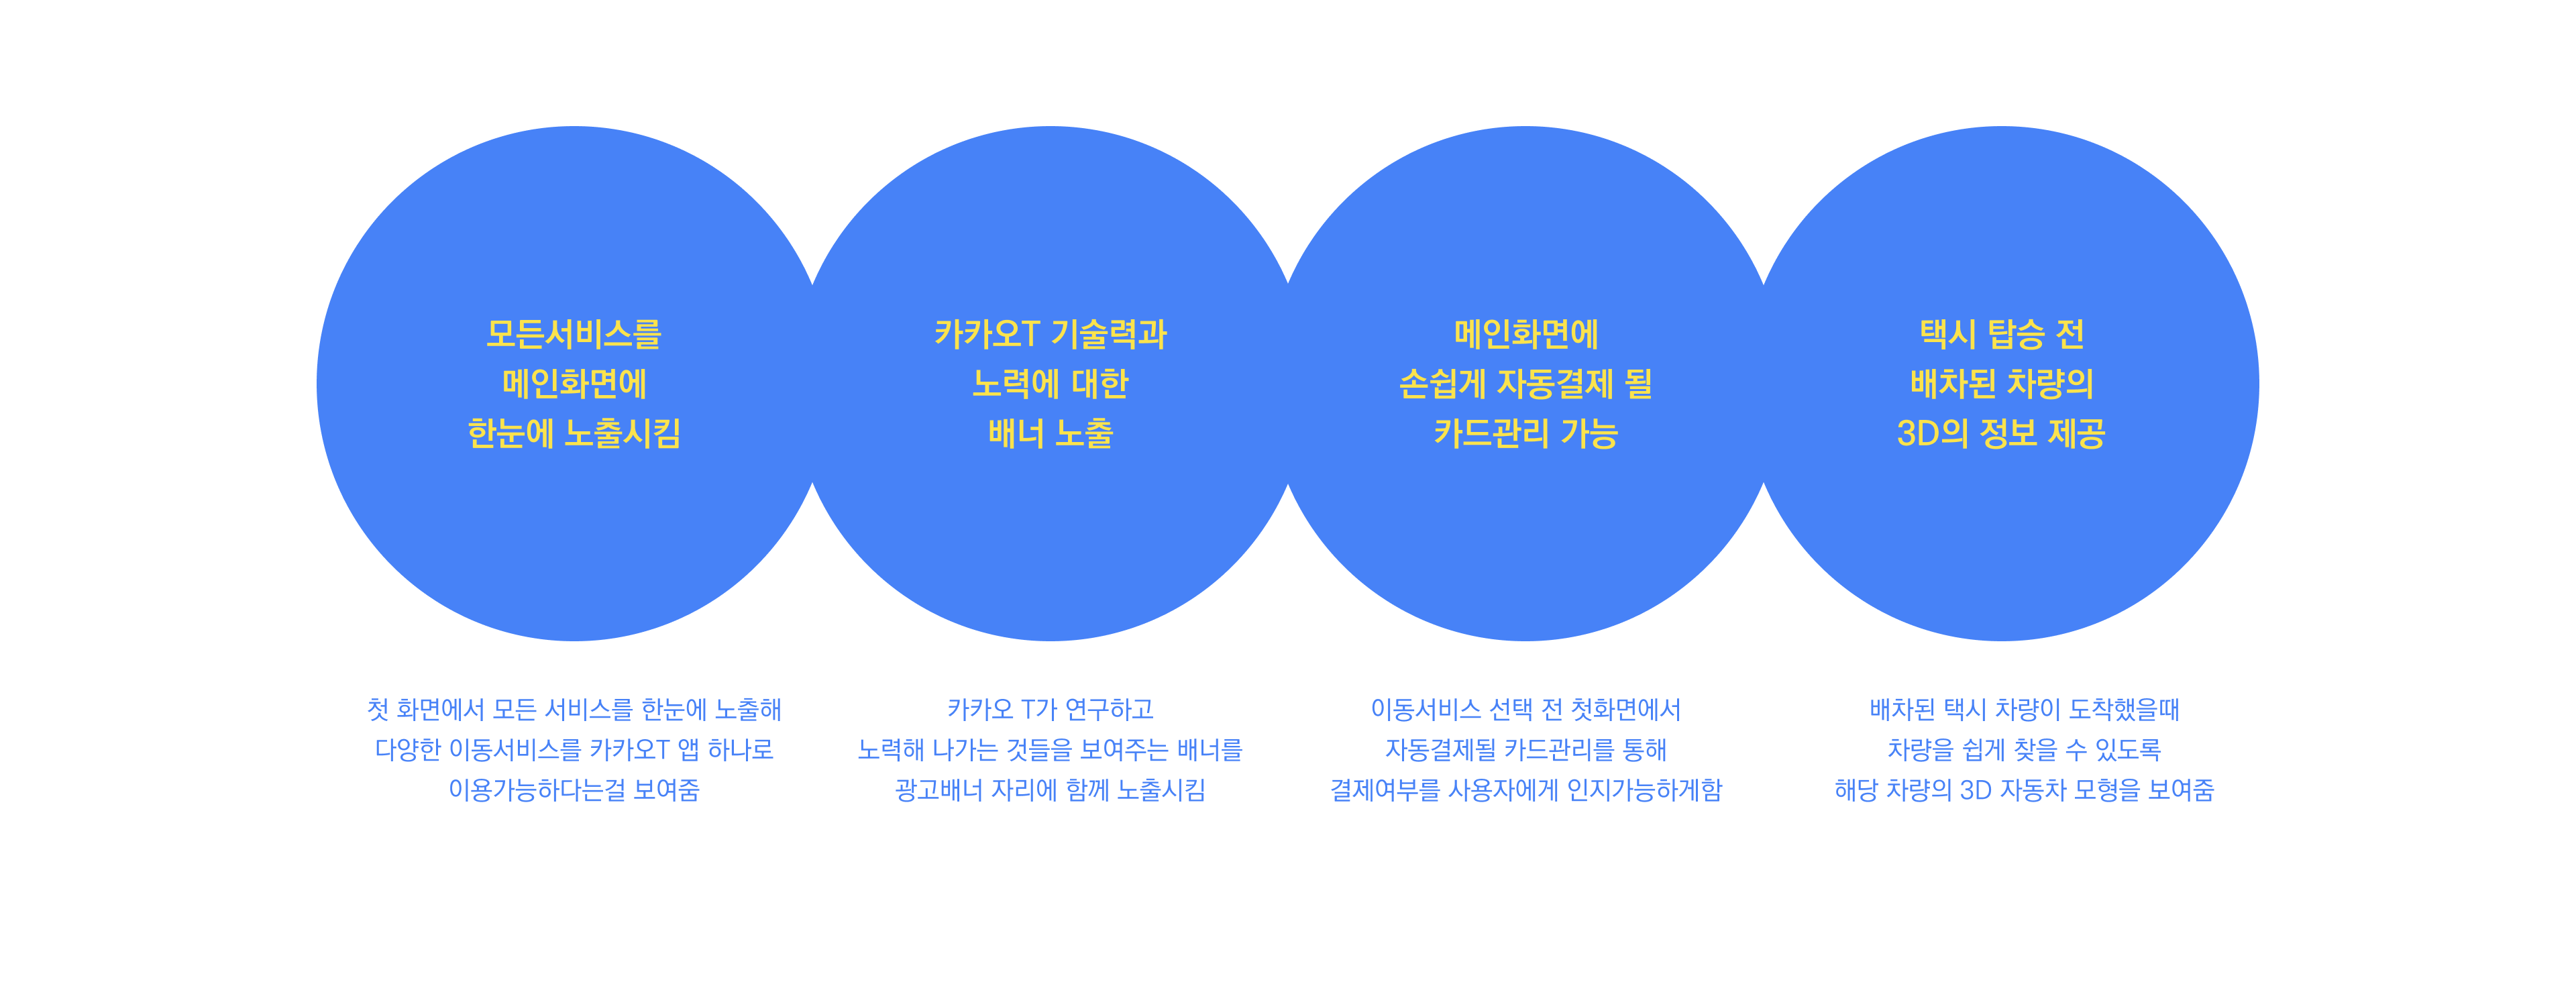 모든서비스를
메인화면에
한눈에 노출시킴
카카오T 기술력과
노력에 대한
배너 노출
메인화면에
손쉽게 자동결제 될
카드관리 가능
택시 탑승 전
배차된 차량의
3D의 정보 제공
첫 화면에서 모든 서비스를 한눈에 노출해
다양한 이동서비스를 카카오T 앱 하나로
이용가능하다는걸 보여줌
카카오 T가 연구하고
노력해 나가는 것들을 보여주는 배너를
광고배너 자리에 함께 노출시킴
이동서비스 선택 전 첫화면에서
자동결제될 카드관리를 통해
결제여부를 사용자에게 인지가능하게함
배차된 택시 차량이 도착했을때
차량을 쉽게 찾을 수 있도록
해당 차량의 3D 자동차 모형을 보여줌